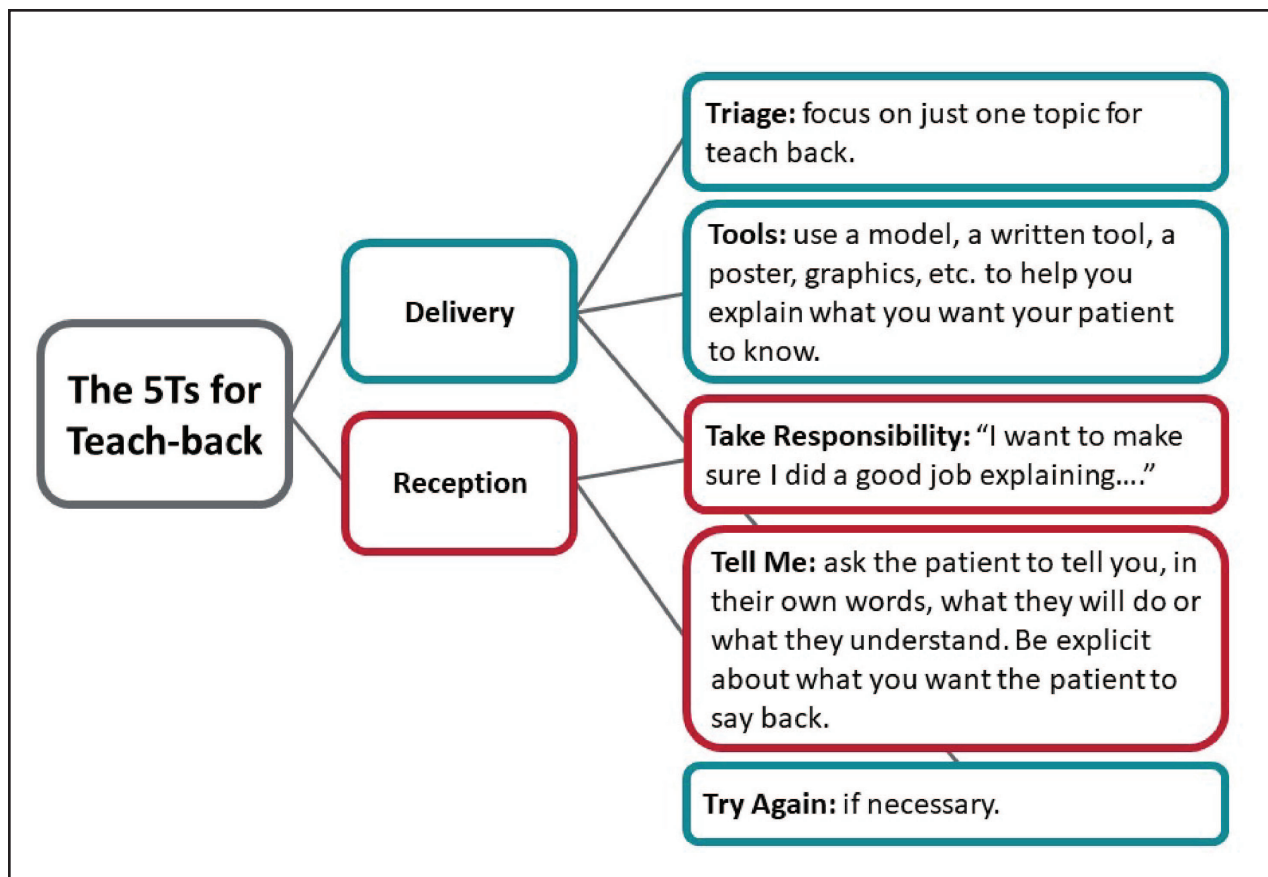 The 5Ts for
Teach-back
Delivery
Reception
Triage: focus on just one topic for
teach back.
Tools: use a model, a written tool, a
poster, graphics, etc. to help you
explain what you want your patient
to know.
Take Responsibility: “I want to make
sure I did a good job explaining....”
Tell Me: ask the patient to tell you, in
their own words, what they will do or
what they understand. Be explicit
about what you want the patient to
say back.
Try Again: if necessary.